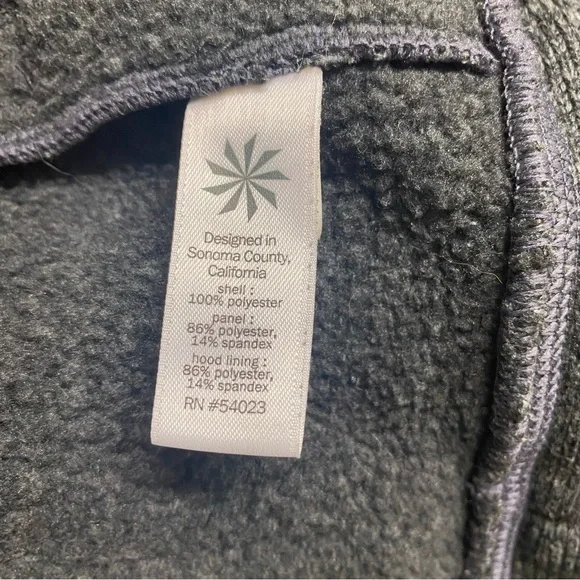 Designed in
Sonoma County,
California
shell :
100% polyester
panel :
86% polyester,
14% spandex
hood lining :
86% polyester,
14% spandex
RN #54023